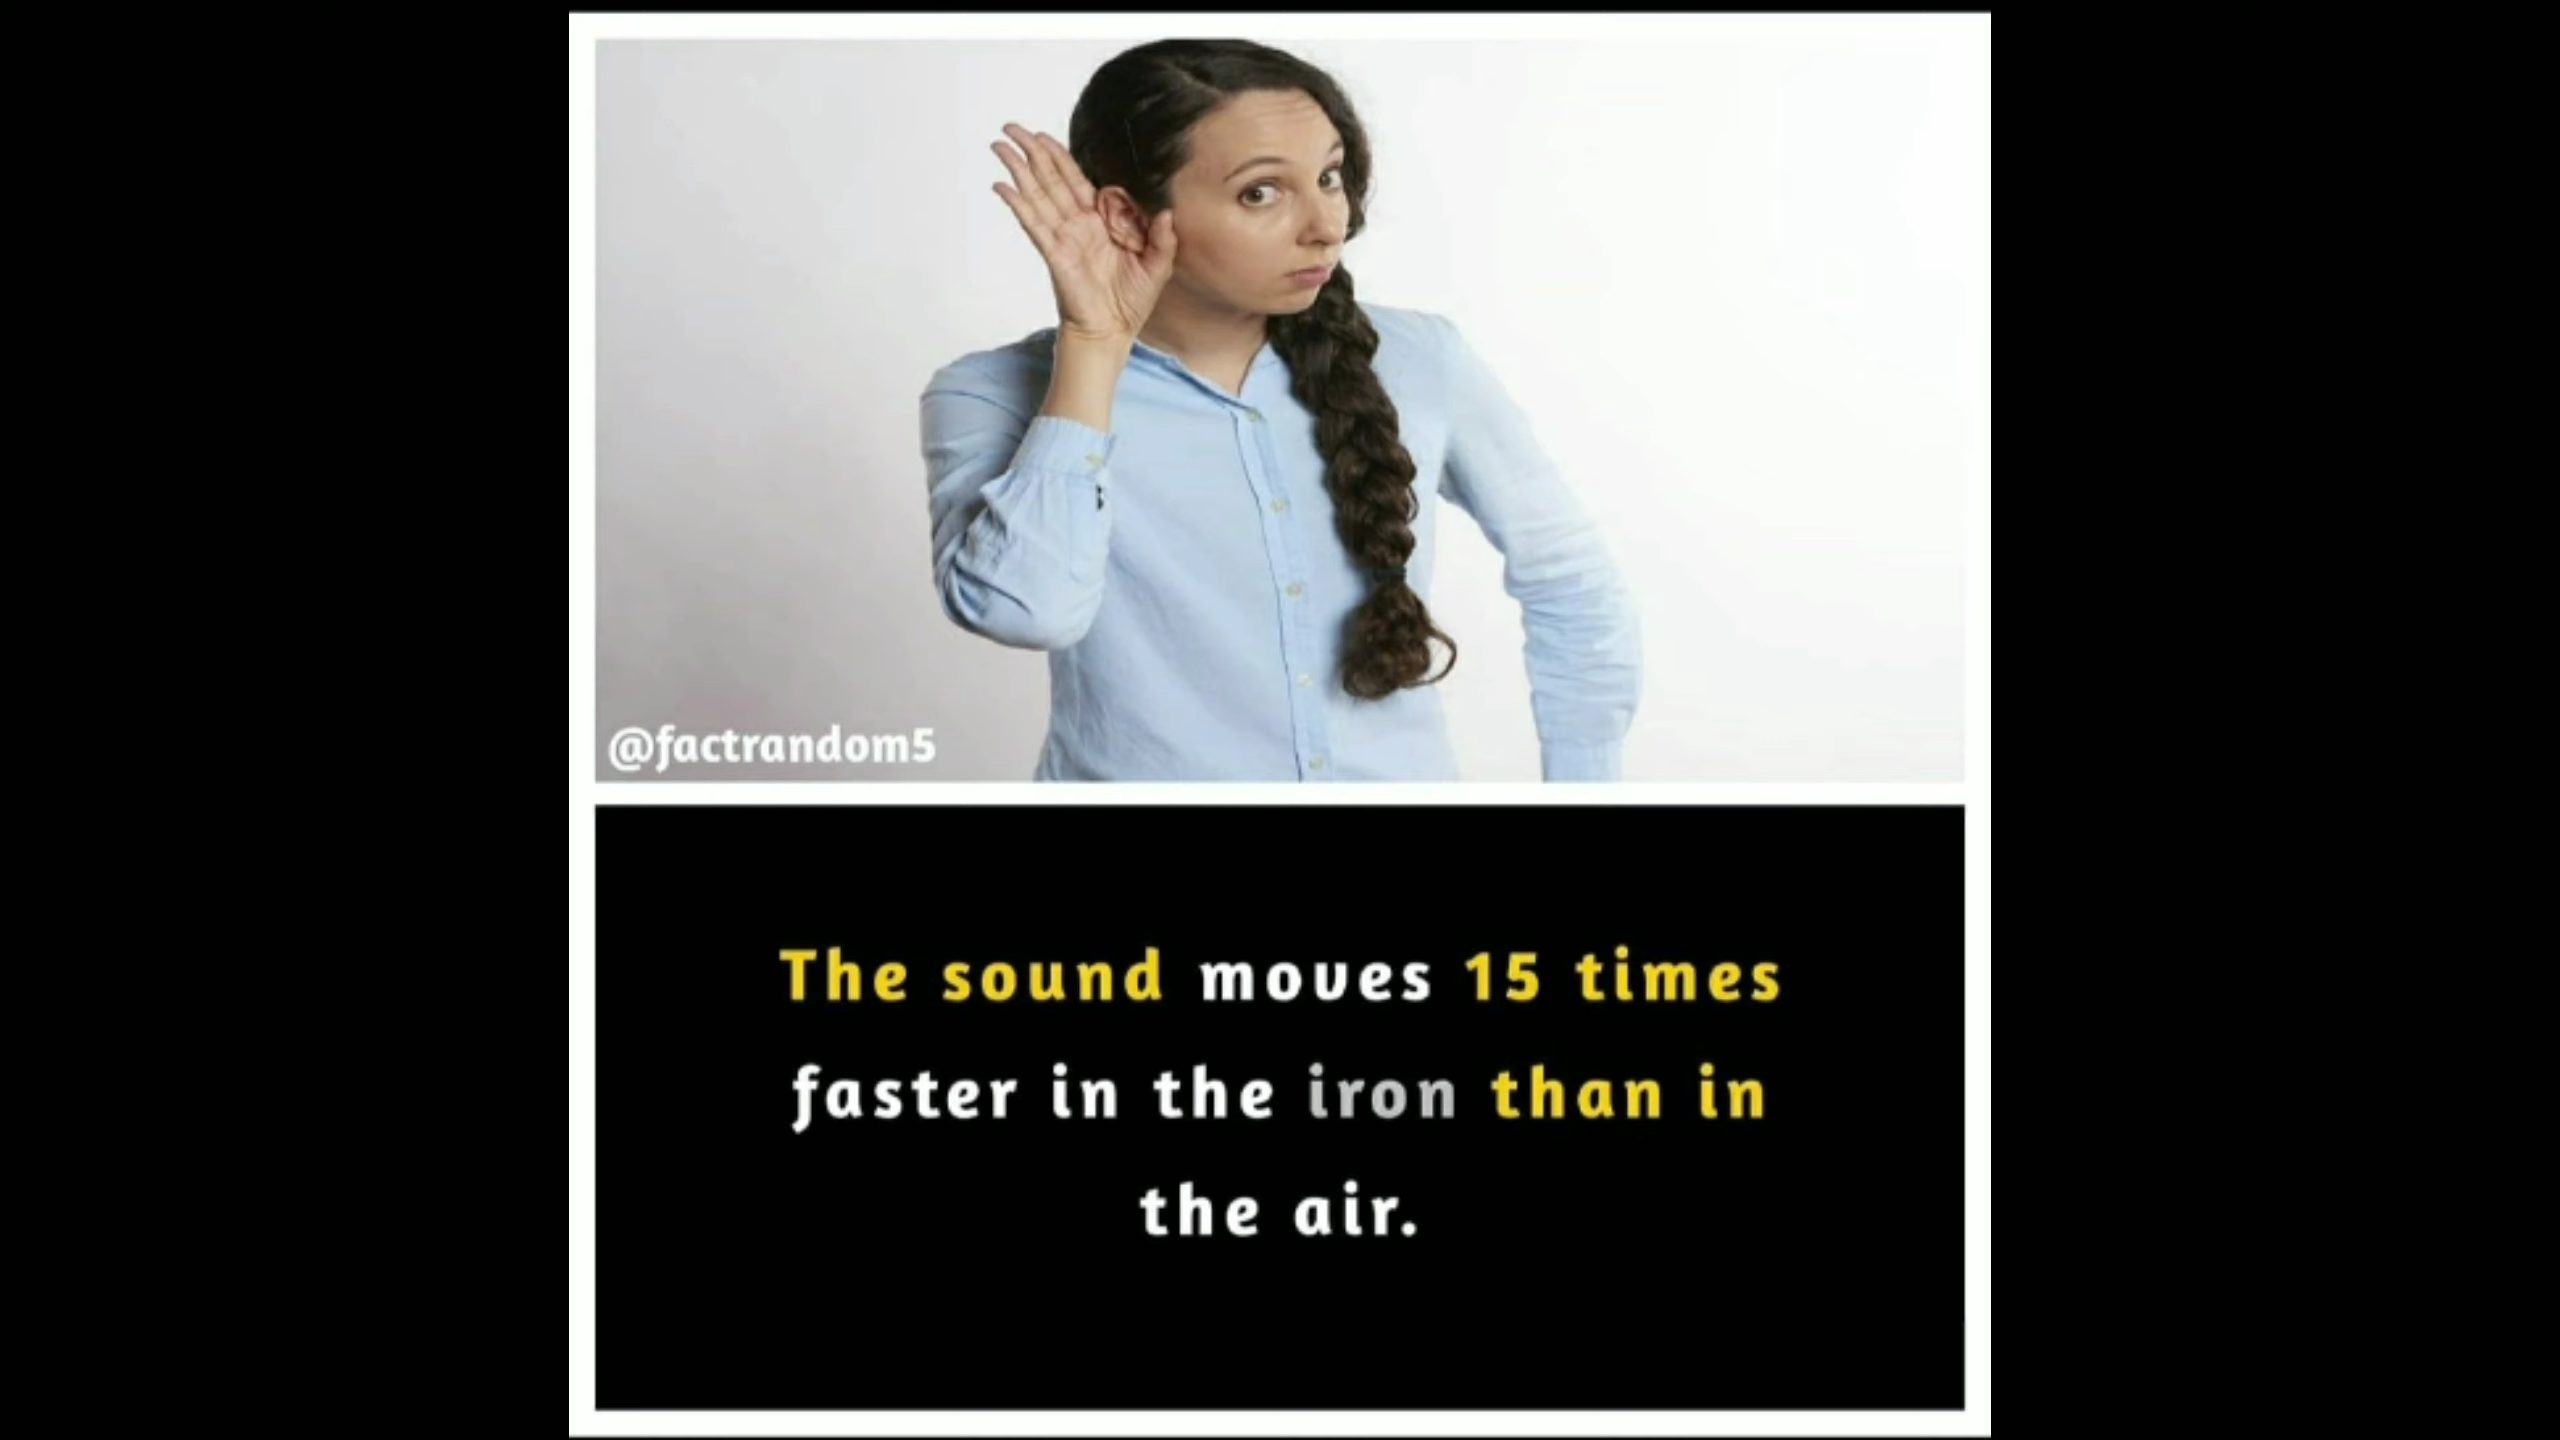 @factrandom5
The sound moves 15 times
faster in the iron than in
the air.